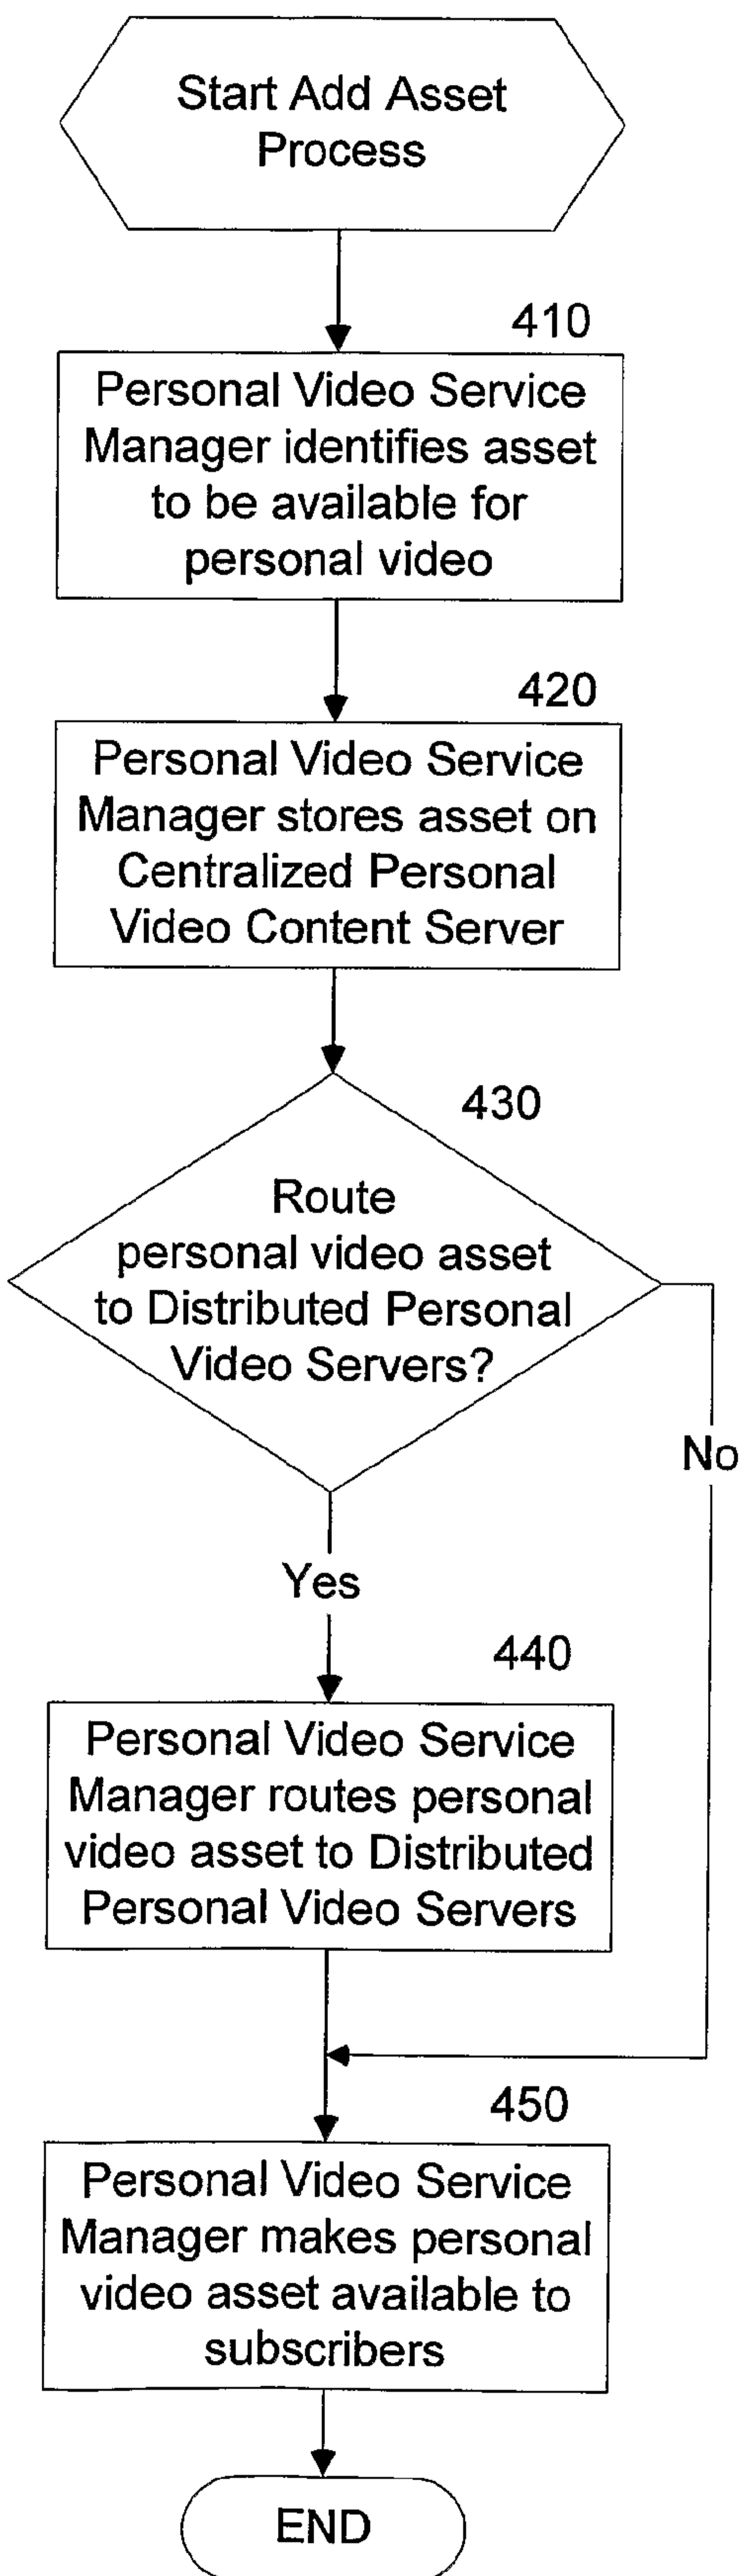 Start Add Asset
Process
410
Personal Video Service
Manager identifies asset
to be available for
personal video
420
Personal Video Service
Manager stores asset on
Centralized Personal
Video Content Server
430
Route
personal video asset
to Distributed Personal
Video Servers?
No
Yes
440
Personal Video Service
Manager routes personal
video asset to Distributed
Personal Video Servers
450
Personal Video Service
Manager makes personal
video asset available to
subscribers
END